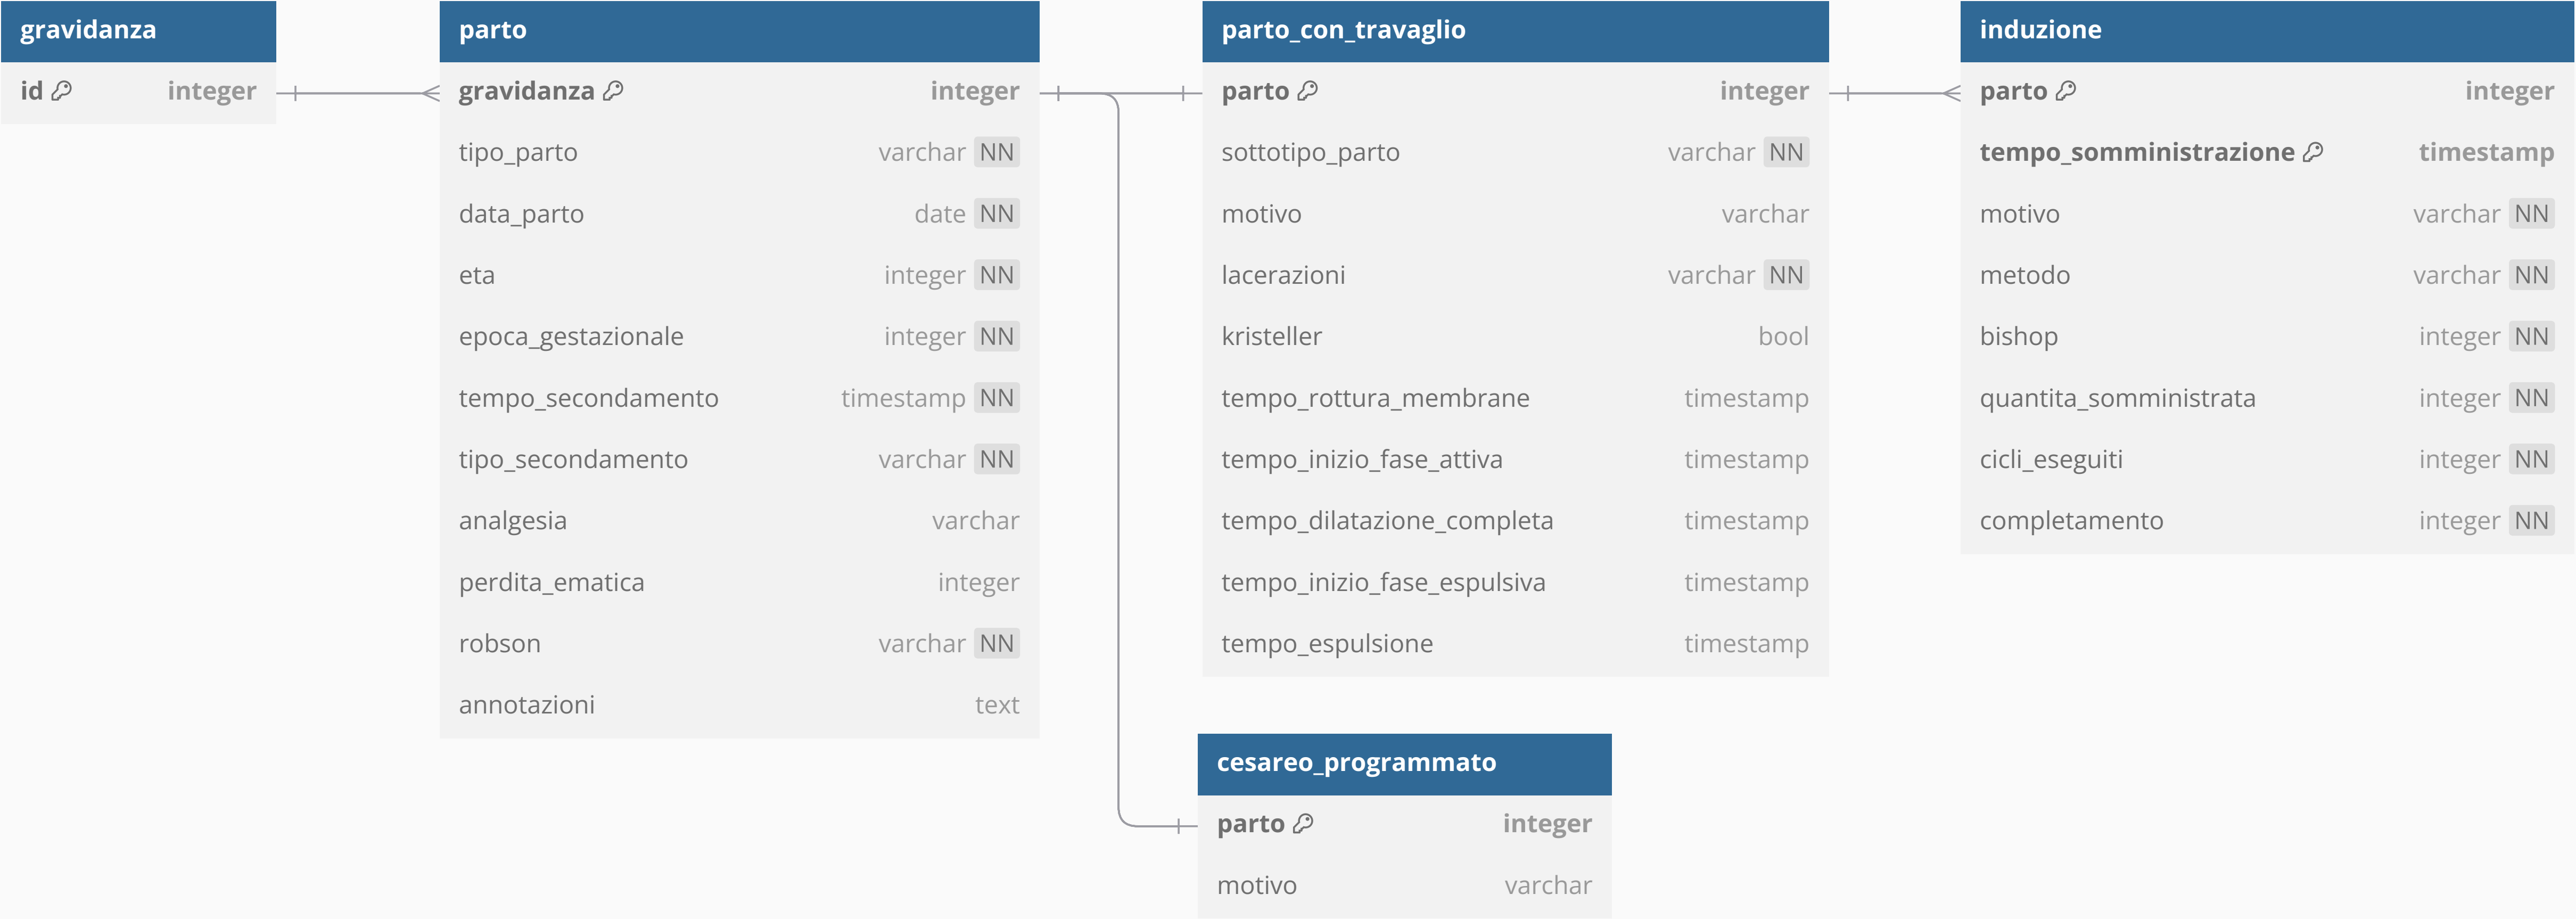 gravidanza
id integer
parto
gravidanza integer
tipo_parto varchar NN
data_parto date NN
eta integer NN
epoca_gestazionale integer NN
tempo_secondamento timestamp NN
tipo_secondamento varchar NN
analgesia varchar
perdita_ematica integer
robson varchar NN
annotazioni text
parto_con_travaglio
parto integer
sottotipo_parto varchar NN
motivo varchar
lacerazioni varchar NN
kristeller bool
tempo_rottura_membrane timestamp
tempo_inizio_fase_attiva timestamp
tempo_dilatazione_completa timestamp
tempo_inizio_fase_espulsiva timestamp
tempo_espulsione timestamp
induzione
parto integer
tempo_somministrazione timestamp
motivo varchar NN
metodo varchar NN
bishop integer NN
quantita_somministrata integer NN
cicli_eseguiti integer NN
completamento integer NN
cesareo_programmato
parto integer
motivo varchar